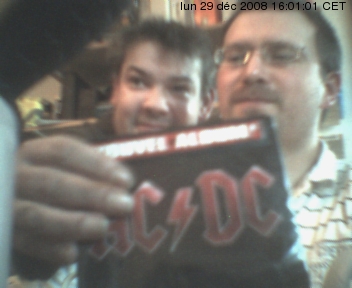 lun 29 déc 2008 16:01:01 CET
NOUVEL ALBUM
AC⚡DC